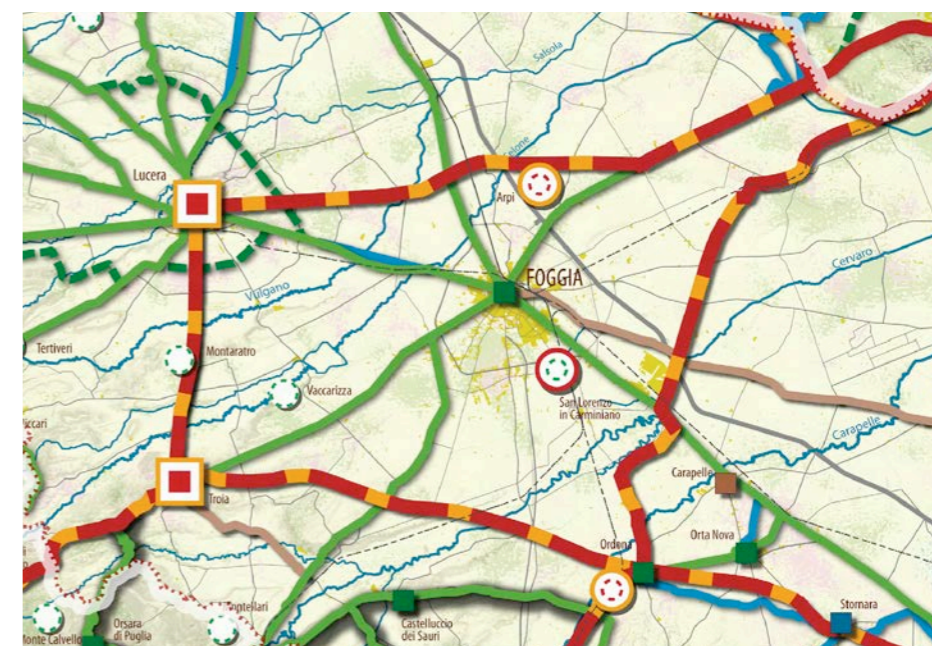 Salsola
Lucera
Arpi
FOGGIA
Cervaro
Vulgano
Tertiveri
Montaratro
Vaccarizza
San Lorenzo
in Carminiano
Carapelle
Carapelle
Troia
Orta Nova
Ordona
Stornara
Orsara
di Puglia
Castelluccio
dei Sauri
Monte Calvello